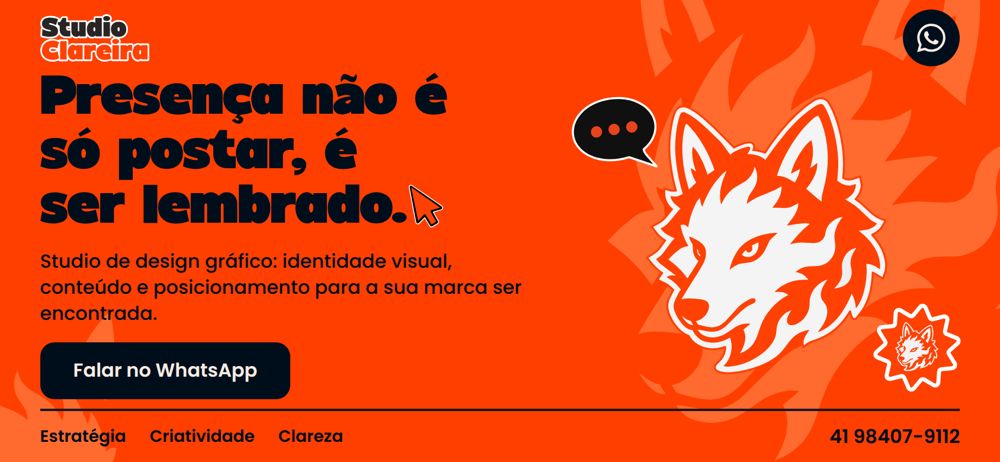 Studio
Clareira
Presença não é
só postar, é
ser lembrado.
Studio de design gráfico: identidade visual,
conteúdo e posicionamento para a sua marca ser
encontrada.
Falar no WhatsApp
Estratégia Criatividade Clareza
41 98407-9112